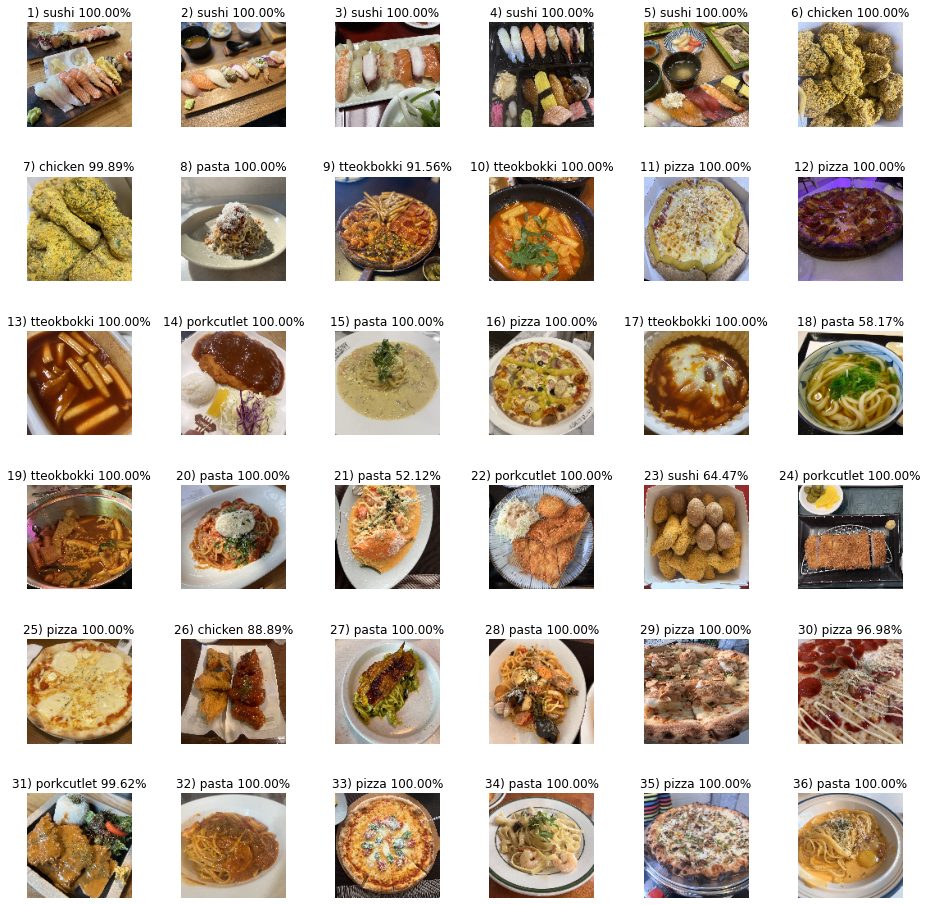 1) sushi 100.00%
2) sushi 100.00%
3) sushi 100.00%
4) sushi 100.00%
5) sushi 100.00%
6) chicken 100.00%
7) chicken 99.89%
8) pasta 100.00%
9) tteokbokki 91.56%
10) tteokbokki 100.00%
11) pizza 100.00%
12) pizza 100.00%
13) tteokbokki 100.00%
14) porkcutlet 100.00%
15) pasta 100.00%
16) pizza 100.00%
17) tteokbokki 100.00%
18) pasta 58.17%
19) tteokbokki 100.00%
20) pasta 100.00%
21) pasta 52.12%
22) porkcutlet 100.00%
23) sushi 64.47%
24) porkcutlet 100.00%
25) pizza 100.00%
26) chicken 88.89%
27) pasta 100.00%
28) pasta 100.00%
29) pizza 100.00%
30) pizza 96.98%
31) porkcutlet 99.62%
32) pasta 100.00%
33) pizza 100.00%
34) pasta 100.00%
35) pizza 100.00%
36) pasta 100.00%